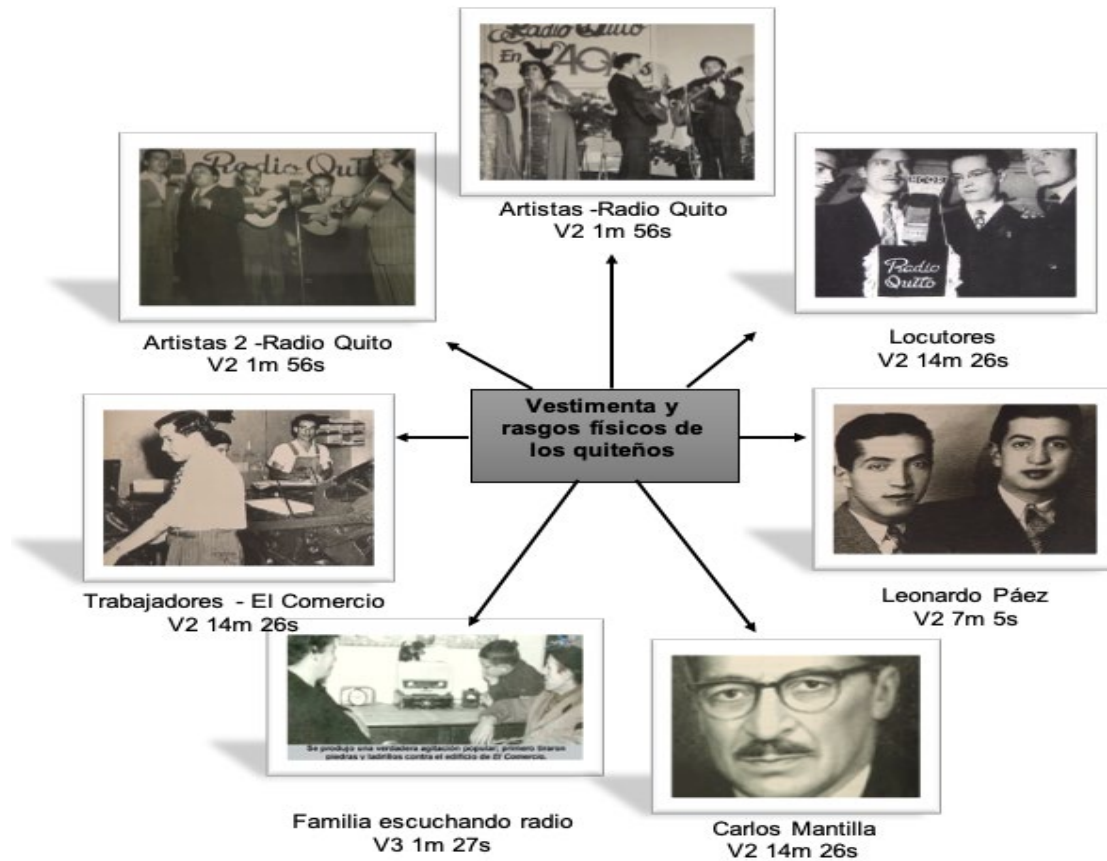 Radio Quito
En 40
Artistas -Radio Quito
V2 1m 56s
Radio Quito
Artistas 2 -Radio Quito
V2 1m 56s
Radio
Quito
Locutores
V2 14m 26s
Vestimenta y
rasgos físicos de
los quiteños
Trabajadores - El Comercio
V2 14m 26s
Leonardo Páez
V2 7m 5s
Se produjo una verdadera agitación popular; primero tiraron
piedras y ladrillos contra el edificio de El Comercio.
Familia escuchando radio
V3 1m 27s
Carlos Mantilla
V2 14m 26s